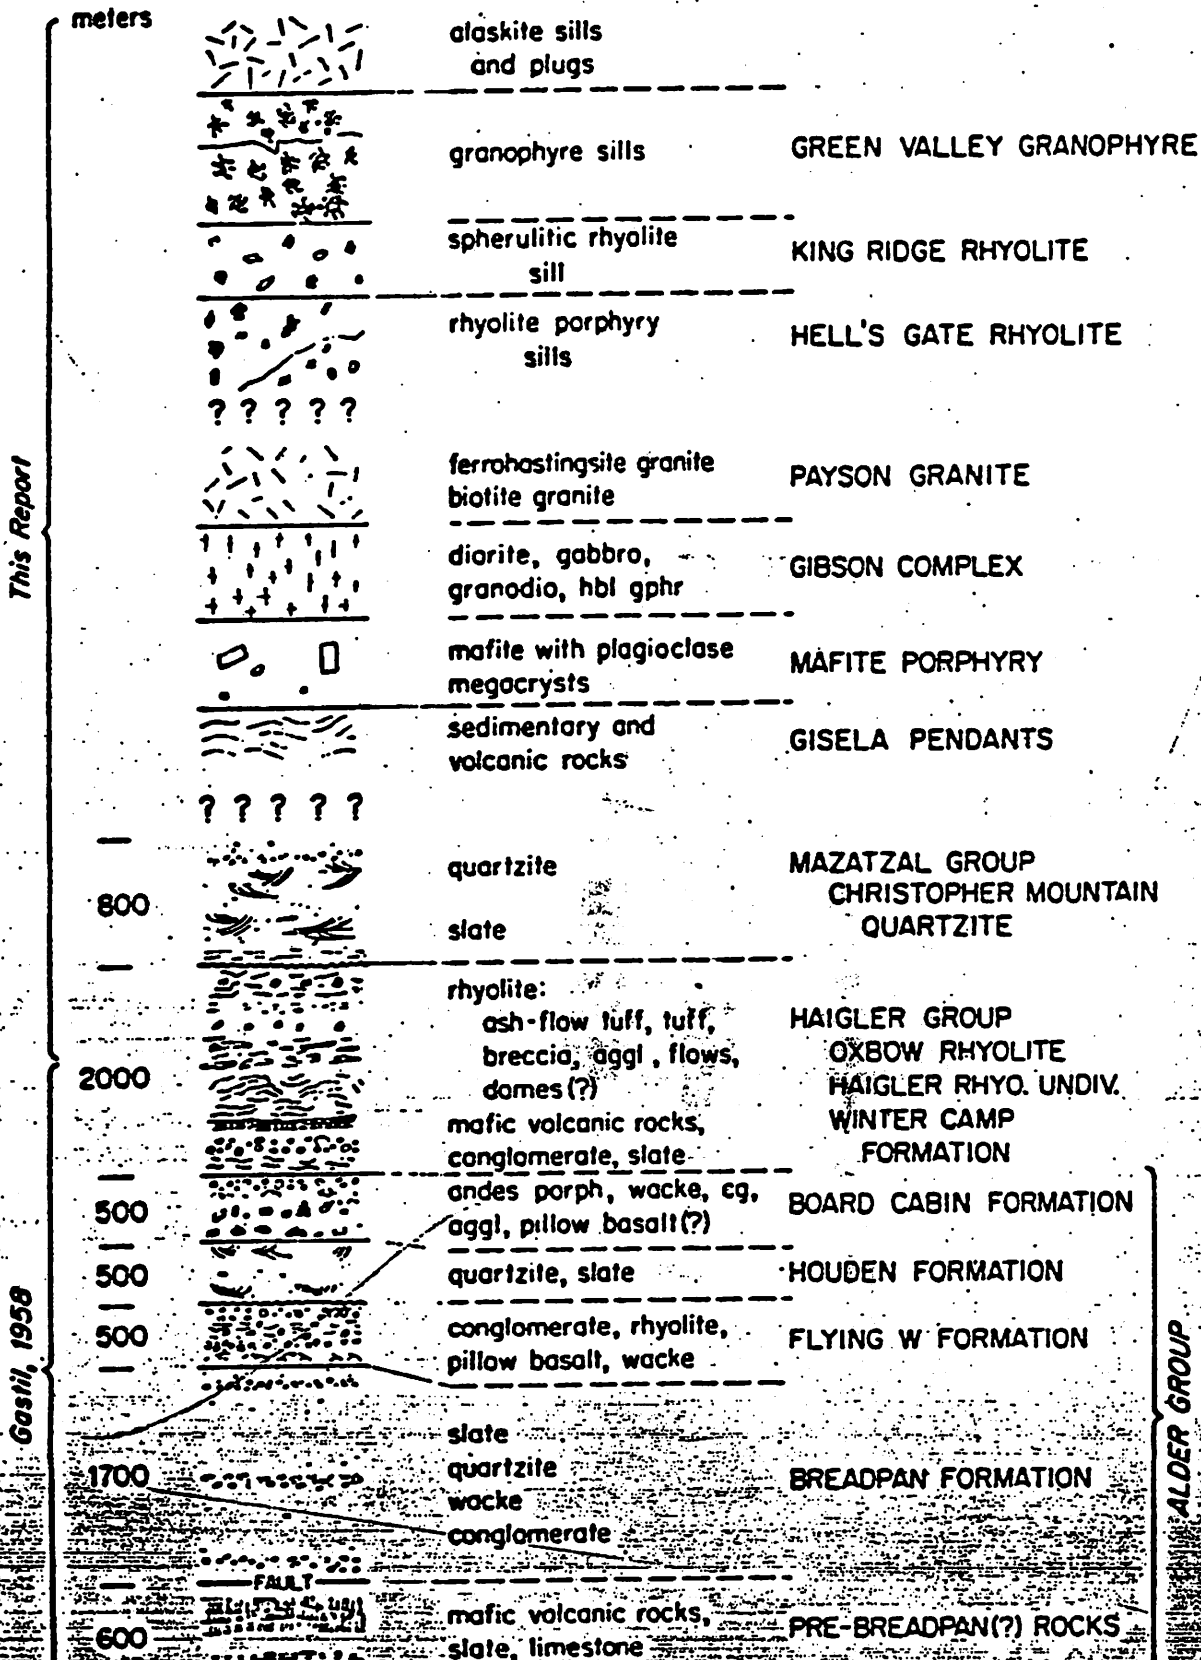 meters
alaskite sills
and plugs
granophyre sills
GREEN VALLEY GRANOPHYRE
spherulitic rhyolite
sill
KING RIDGE RHYOLITE
rhyolite porphyry
sills
HELL'S GATE RHYOLITE
? ? ? ? ?
This Report
ferrohastingsite granite
biotite granite
PAYSON GRANITE
diorite, gabbro,
granodio, hbl gphr
GIBSON COMPLEX
mafite with plagioclase
megacrysts
MAFITE PORPHYRY
sedimentary and
volcanic rocks
GISELA PENDANTS
? ? ? ? ?
800
quartzite
slate
MAZATZAL GROUP
CHRISTOPHER MOUNTAIN
QUARTZITE
2000
rhyolite:
ash-flow tuff, tuff,
breccia, aggl, flows,
domes(?)
mafic volcanic rocks,
conglomerate, slate
HAIGLER GROUP
OXBOW RHYOLITE
HAIGLER RHYO. UNDIV.
WINTER CAMP
FORMATION
500
andes porph, wacke, cg,
aggl, pillow basalt(?)
BOARD CABIN FORMATION
500
quartzite, slate
HOUDEN FORMATION
500
conglomerate, rhyolite,
pillow basalt, wacke
FLYING W FORMATION
Gastil, 1958
1700
slate
quartzite
wacke
conglomerate
BREADPAN FORMATION
ALDER GROUP
FAULT
600
mafic volcanic rocks,
slate, limestone
PRE-BREADPAN(?) ROCKS